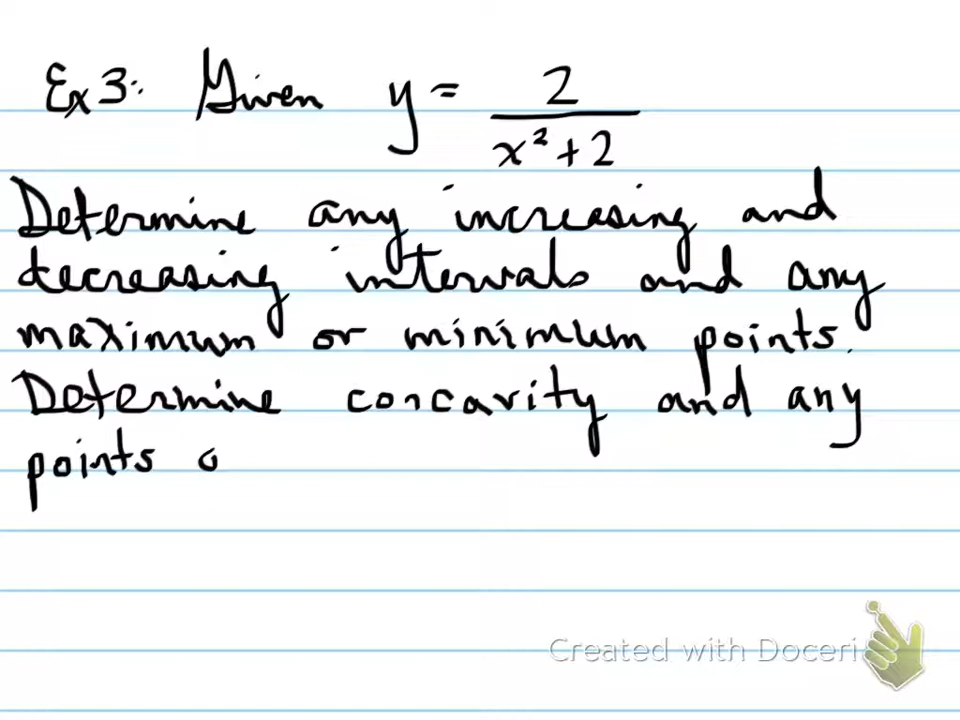 Ex 3: Given y = 2 / (x² + 2)
Determine any increasing and
decreasing intervals and any
maximum or minimum points.
Determine concavity and any
points o
Created with Doceri